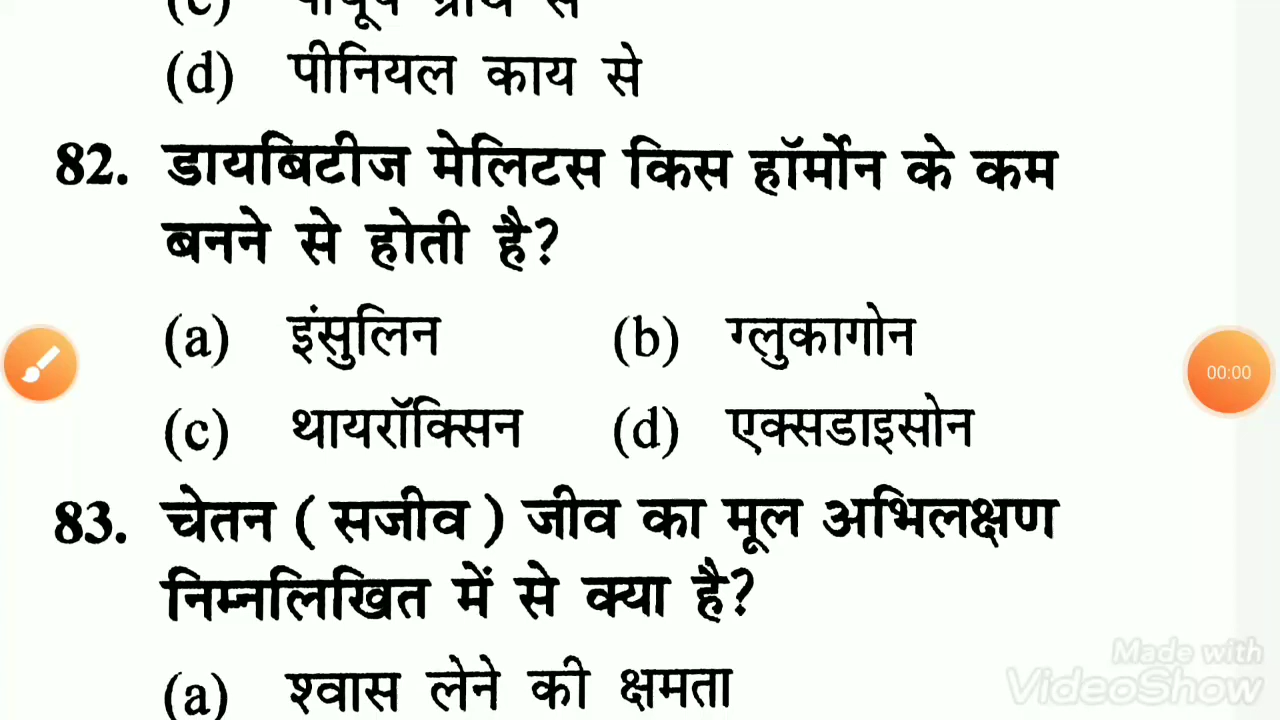 (d) पीनियल काय से
82. डायबिटीज मेलिटस किस हॉर्मोन के कम
बनने से होती है?
(a) इंसुलिन (b) ग्लुकागोन
(c) थायरॉक्सिन (d) एक्सडाइसोन
00:00
83. चेतन ( सजीव ) जीव का मूल अभिलक्षण
निम्नलिखित में से क्या है?
(a) श्वास लेने की क्षमता
Made with
VideoShow